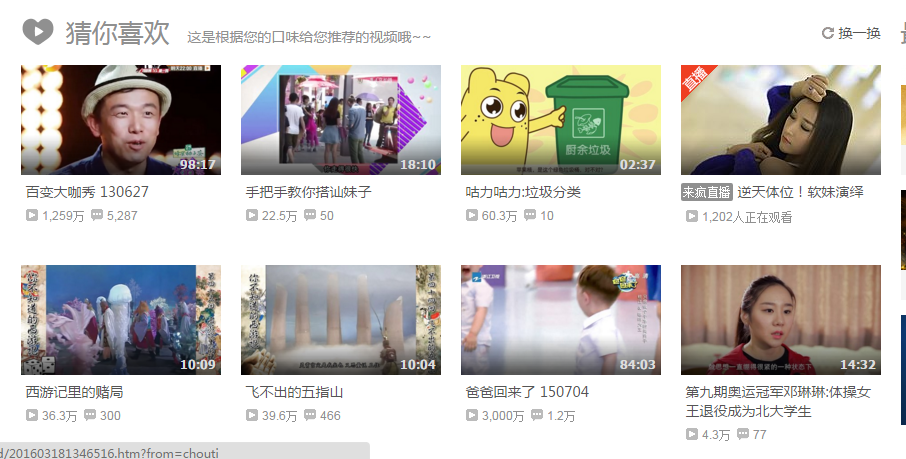 猜你喜欢 这是根据您的口味给您推荐的视频哦~~ 换一换
直播
98:17
18:10
厨余垃圾
02:37
百变大咖秀 130627
手把手教你搭讪妹子
咕力咕力:垃圾分类
来疯直播 逆天体位！软妹演绎
1,259万 5,287
22.5万 50
60.3万 10
1,202人正在观看
10:09
10:04
84:03
14:32
西游记里的赌局
飞不出的五指山
爸爸回来了 150704
第九期奥运冠军邓琳琳:体操女
王退役成为北大学生
36.3万 300
39.6万 466
3,000万 1.2万
4.3万 77
d/201603181346516.htm?from=chouti